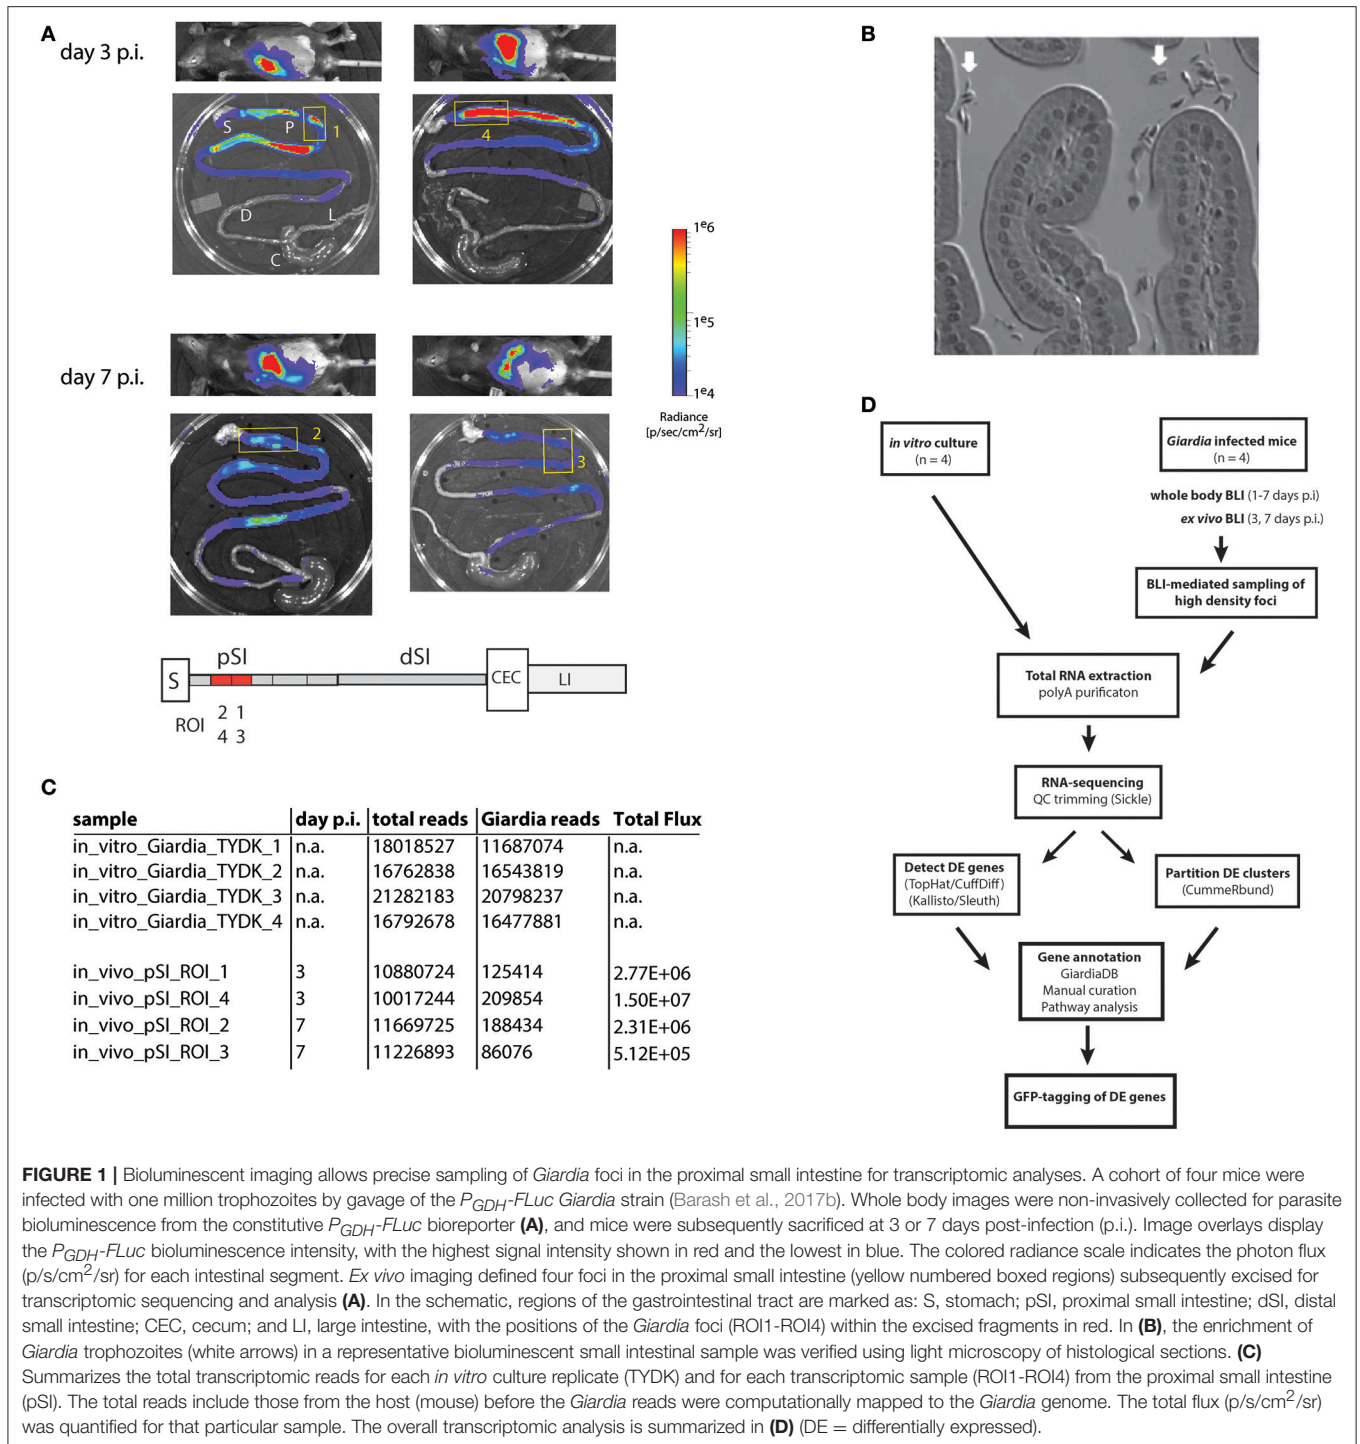 A
day 3 p.i.
S
P
1
D
L
C
4
1e6
1e5
1e4
Radiance
[p/sec/cm2/sr]
day 7 p.i.
2
3
pSI
dSI
S
CEC
LI
ROI
2 1
4 3
B
C
sample day p.i. total reads Giardia reads Total Flux
in_vitro_Giardia_TYDK_1 n.a. 18018527 11687074 n.a.
in_vitro_Giardia_TYDK_2 n.a. 16762838 16543819 n.a.
in_vitro_Giardia_TYDK_3 n.a. 21282183 20798237 n.a.
in_vitro_Giardia_TYDK_4 n.a. 16792678 16477881 n.a.
in_vivo_pSI_ROI_1 3 10880724 125414 2.77E+06
in_vivo_pSI_ROI_4 3 10017244 209854 1.50E+07
in_vivo_pSI_ROI_2 7 11669725 188434 2.31E+06
in_vivo_pSI_ROI_3 7 11226893 86076 5.12E+05
D
in vitro culture
(n = 4)
Giardia infected mice
(n = 4)
whole body BLI (1-7 days p.i)
ex vivo BLI (3, 7 days p.i.)
BLI-mediated sampling of
high density foci
Total RNA extraction
polyA purificaton
RNA-sequencing
QC trimming (Sickle)
Detect DE genes
(TopHat/CuffDiff)
(Kallisto/Sleuth)
Partition DE clusters
(CummeRbund)
Gene annotation
GiardiaDB
Manual curation
Pathway analysis
GFP-tagging of DE genes
FIGURE 1 | Bioluminescent imaging allows precise sampling of Giardia foci in the proximal small intestine for transcriptomic analyses. A cohort of four mice were
infected with one million trophozoites by gavage of the PGDH-FLuc Giardia strain (Barash et al., 2017b). Whole body images were non-invasively collected for parasite
bioluminescence from the constitutive PGDH-FLuc bioreporter (A), and mice were subsequently sacrificed at 3 or 7 days post-infection (p.i.). Image overlays display
the PGDH-FLuc bioluminescence intensity, with the highest signal intensity shown in red and the lowest in blue. The colored radiance scale indicates the photon flux
(p/s/cm2/sr) for each intestinal segment. Ex vivo imaging defined four foci in the proximal small intestine (yellow numbered boxed regions) subsequently excised for
transcriptomic sequencing and analysis (A). In the schematic, regions of the gastrointestinal tract are marked as: S, stomach; pSI, proximal small intestine; dSI, distal
small intestine; CEC, cecum; and LI, large intestine, with the positions of the Giardia foci (ROI1-ROI4) within the excised fragments in red. In (B), the enrichment of
Giardia trophozoites (white arrows) in a representative bioluminescent small intestinal sample was verified using light microscopy of histological sections. (C)
Summarizes the total transcriptomic reads for each in vitro culture replicate (TYDK) and for each transcriptomic sample (ROI1-ROI4) from the proximal small intestine
(pSI). The total reads include those from the host (mouse) before the Giardia reads were computationally mapped to the Giardia genome. The total flux (p/s/cm2/sr)
was quantified for that particular sample. The overall transcriptomic analysis is summarized in (D) (DE = differentially expressed).